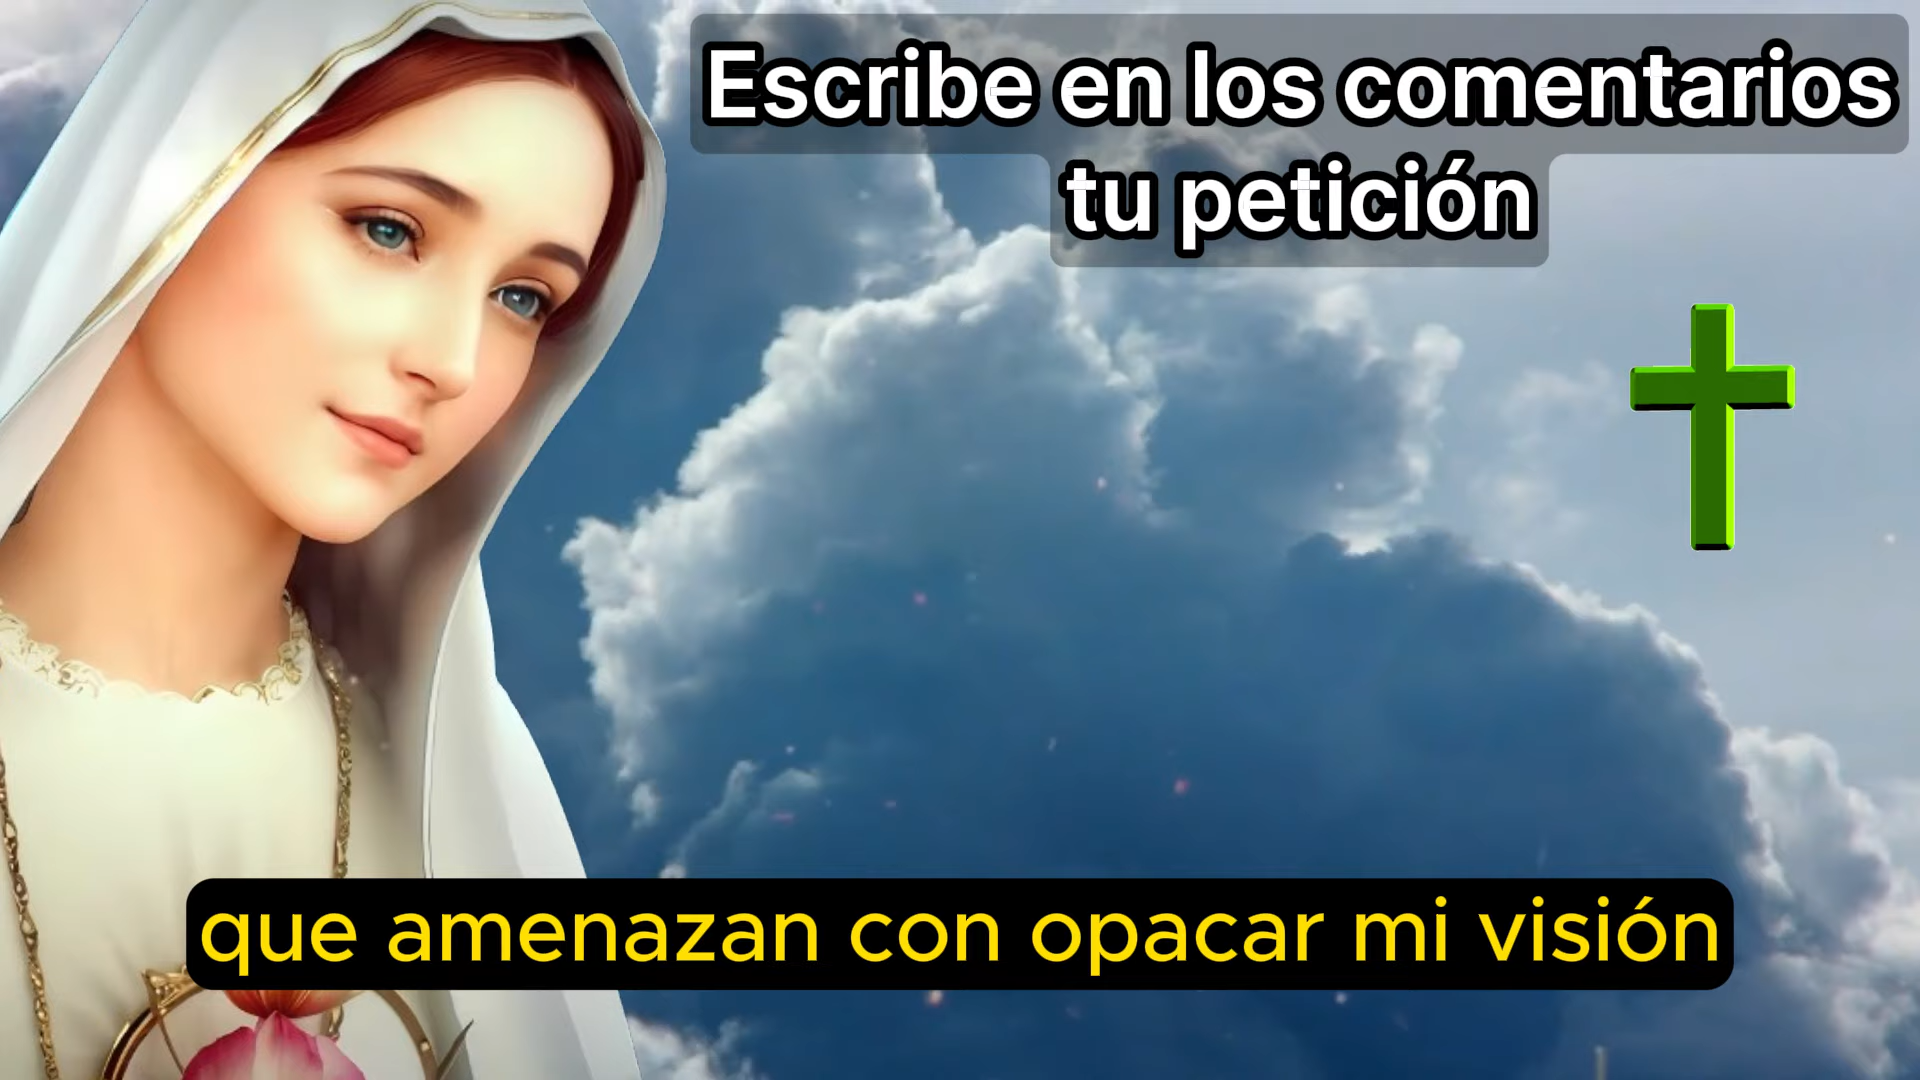 Escribe en los comentarios
tu petición
que amenazan con opacar mi visión